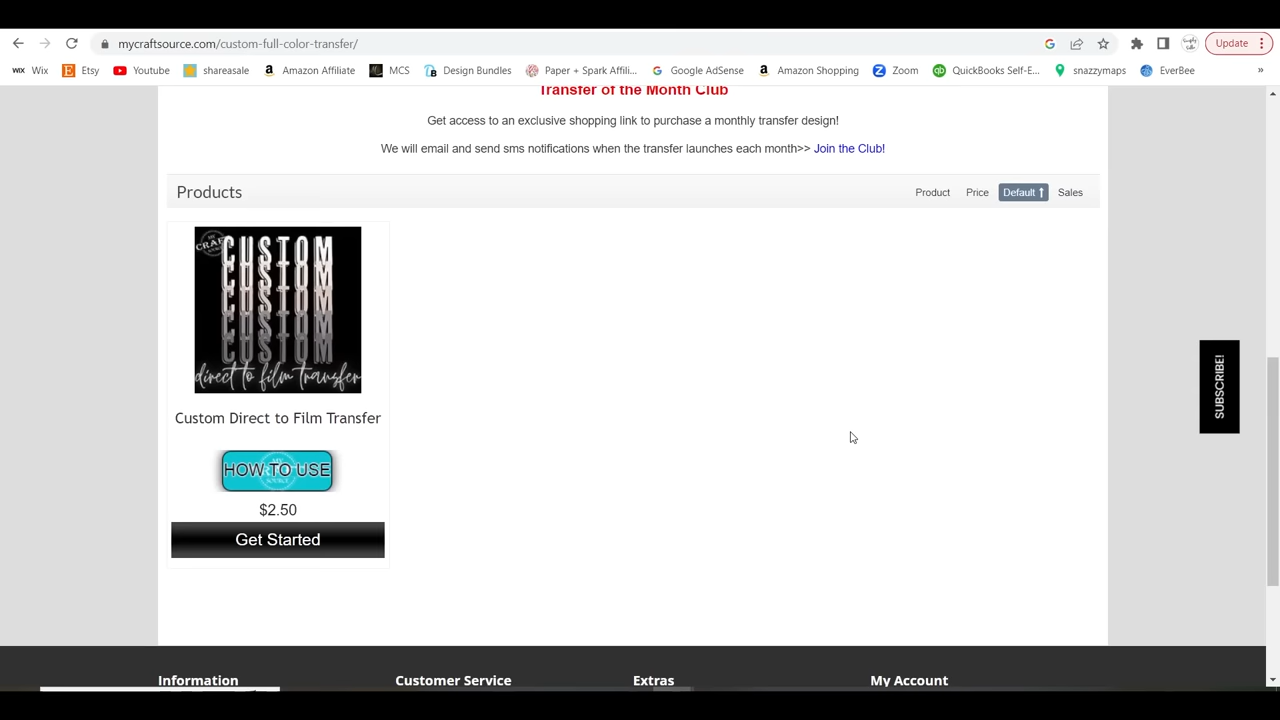 mycraftsource.com/custom-full-color-transfer/
Update
Wix Wix
Etsy
Youtube
shareasale
Amazon Affiliate
MCS
Design Bundles
Paper + Spark Affili...
Google AdSense
Amazon Shopping
Zoom
QuickBooks Self-E...
snazzymaps
EverBee
»
Transfer of the Month Club
Get access to an exclusive shopping link to purchase a monthly transfer design!
We will email and send sms notifications when the transfer launches each month>> Join the Club!
Products
Product Price Default Sales
MY
CRAF
CUSTOM
CUSTOM
CUSTOM
CUSTOM
CUSTOM
direct to film transfer
Custom Direct to Film Transfer
HOW TO USE
$2.50
Get Started
SUBSCRIBE!
Information Customer Service Extras My Account